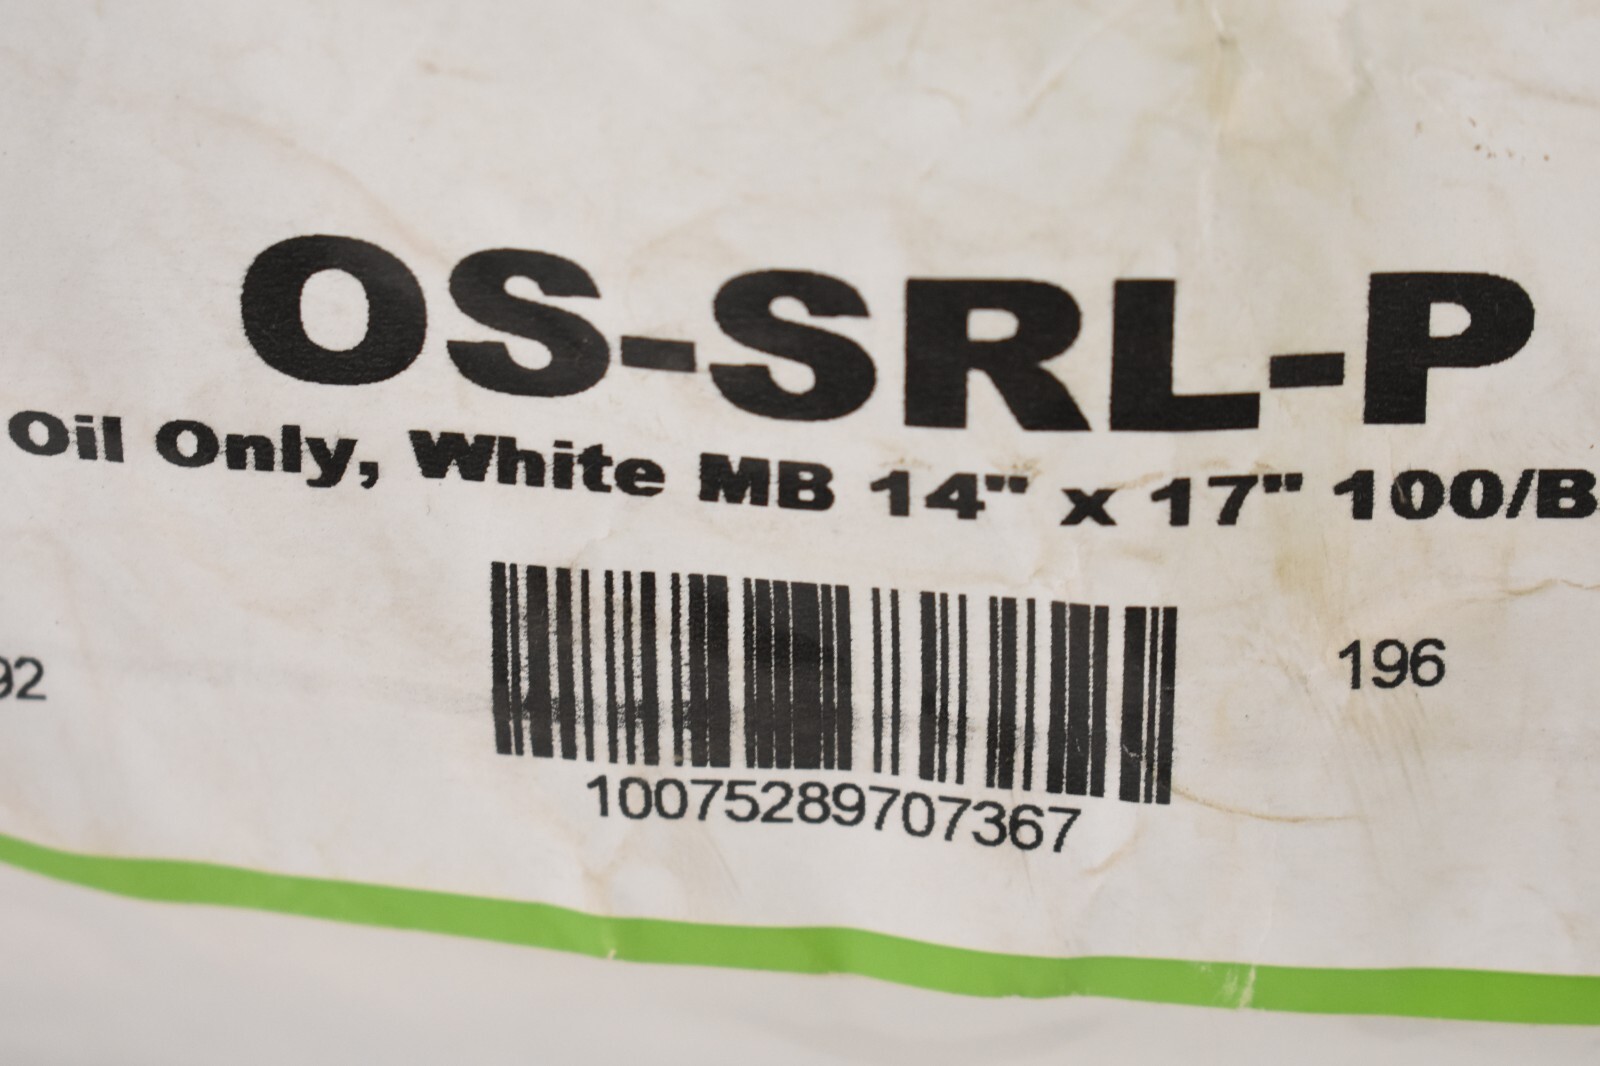 OS-SRL-P
Oil Only, White MB 14" x 17" 100/B
92 196
10075289707367